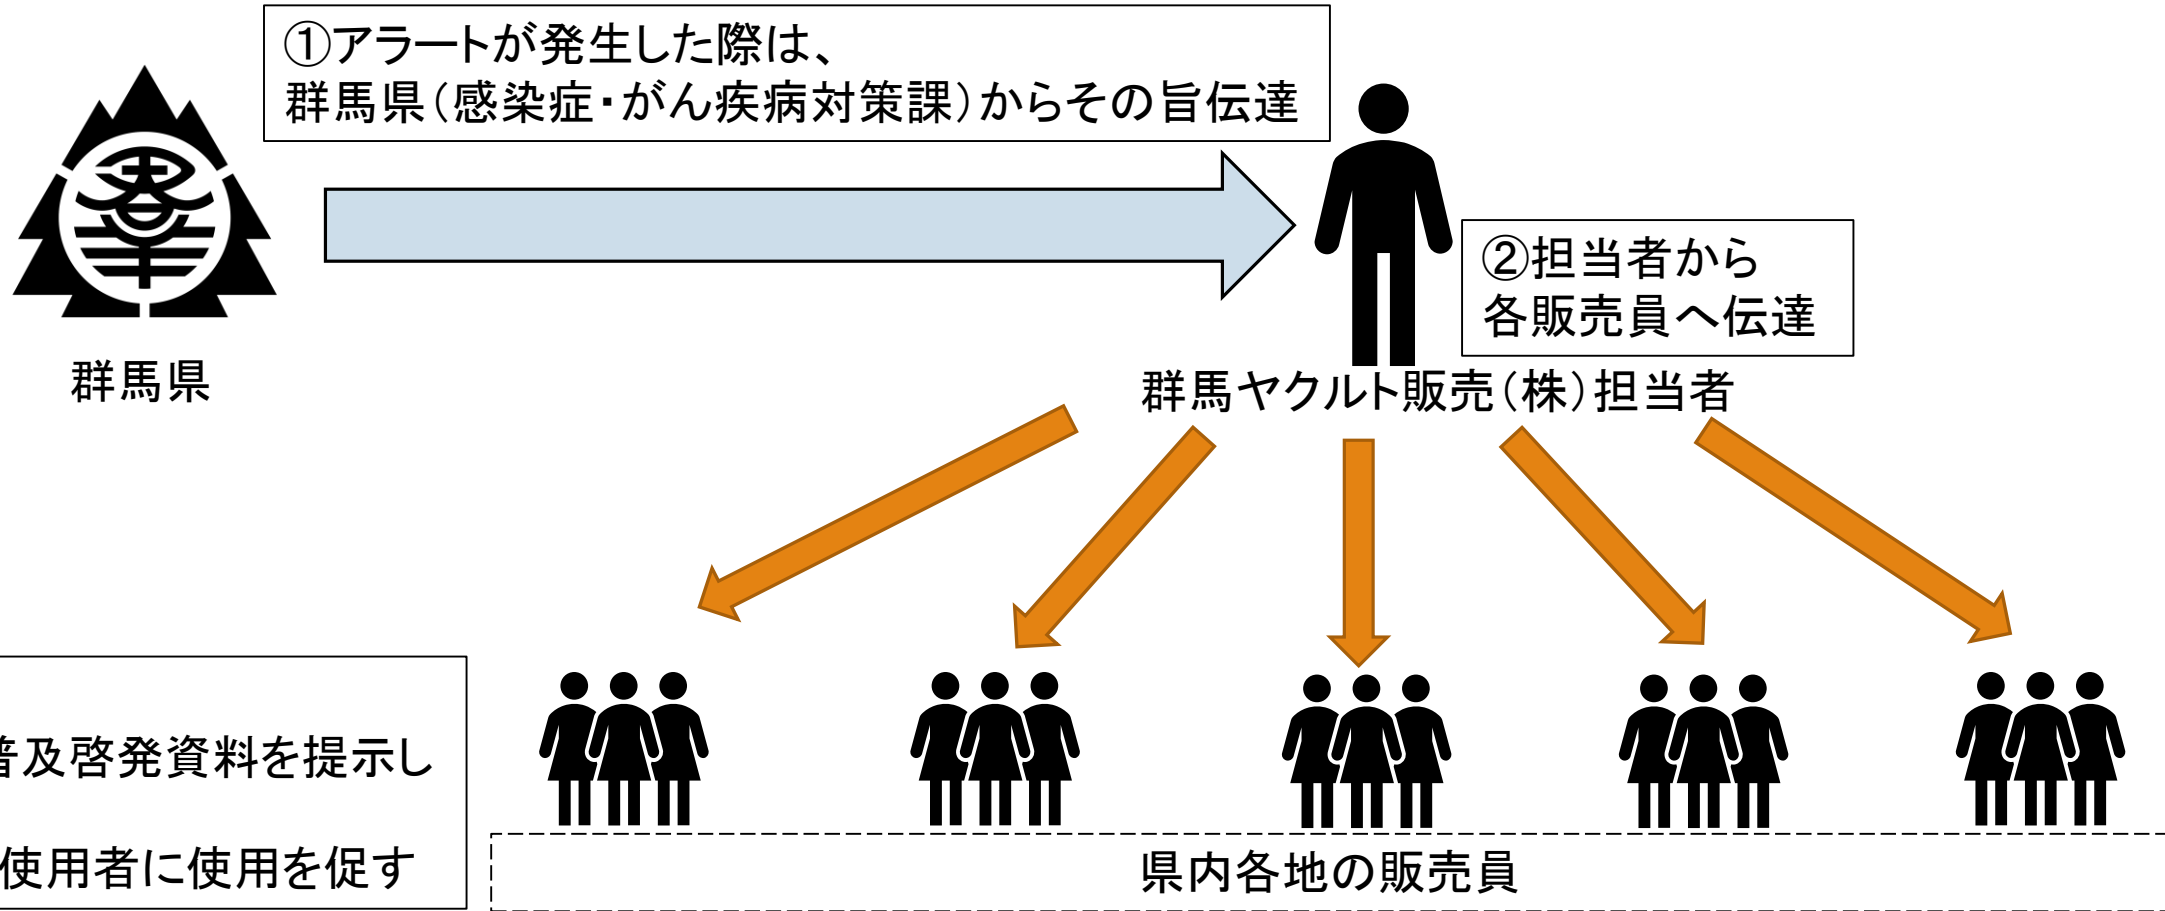 ①アラートが発生した際は、
群馬県（感染症・がん疾病対策課）からその旨伝達
②担当者から
各販売員へ伝達
群馬県
群馬ヤクルト販売（株）担当者
普及啓発資料を提示し
使用者に使用を促す
県内各地の販売員